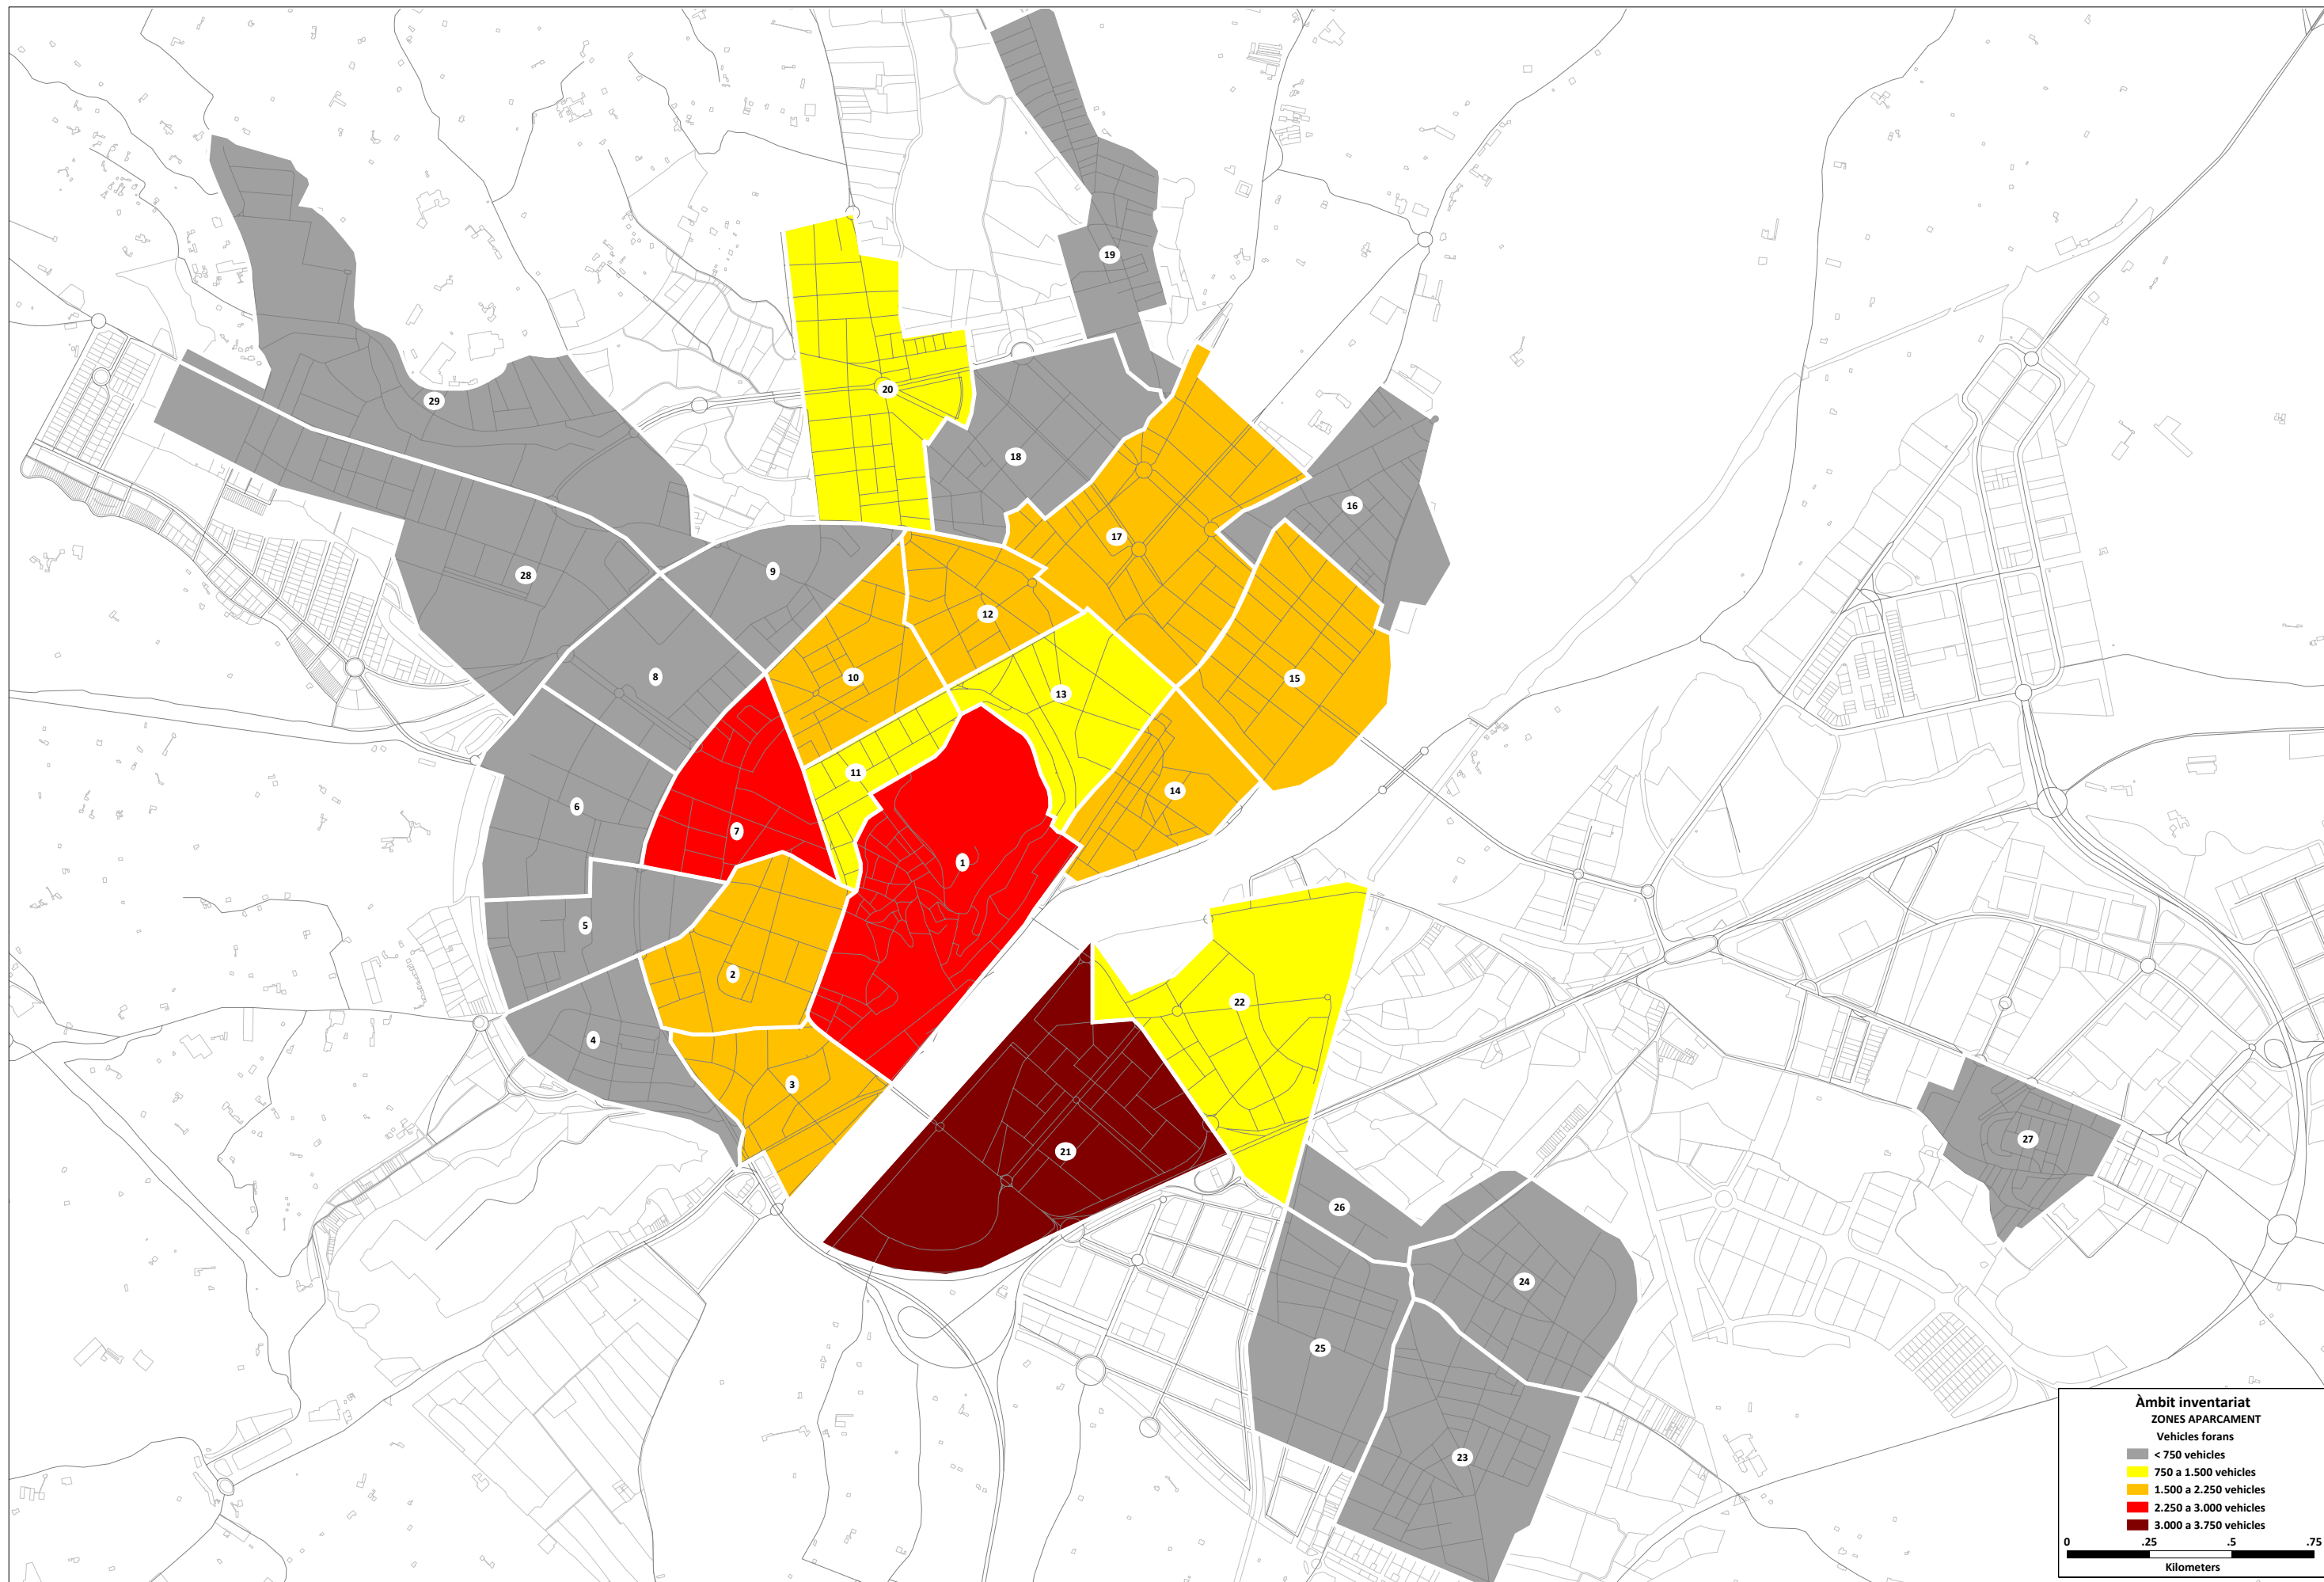 19
20
29
18
16
17
9
28
12
8
10
15
13
11
14
6
7
1
5
2
22
4
3
27
21
26
24
25
23
Àmbit inventariat
ZONES APARCAMENT
Vehicles forans
< 750 vehicles
750 a 1.500 vehicles
1.500 a 2.250 vehicles
2.250 a 3.000 vehicles
3.000 a 3.750 vehicles
0 .25 .5 .75
Kilometers